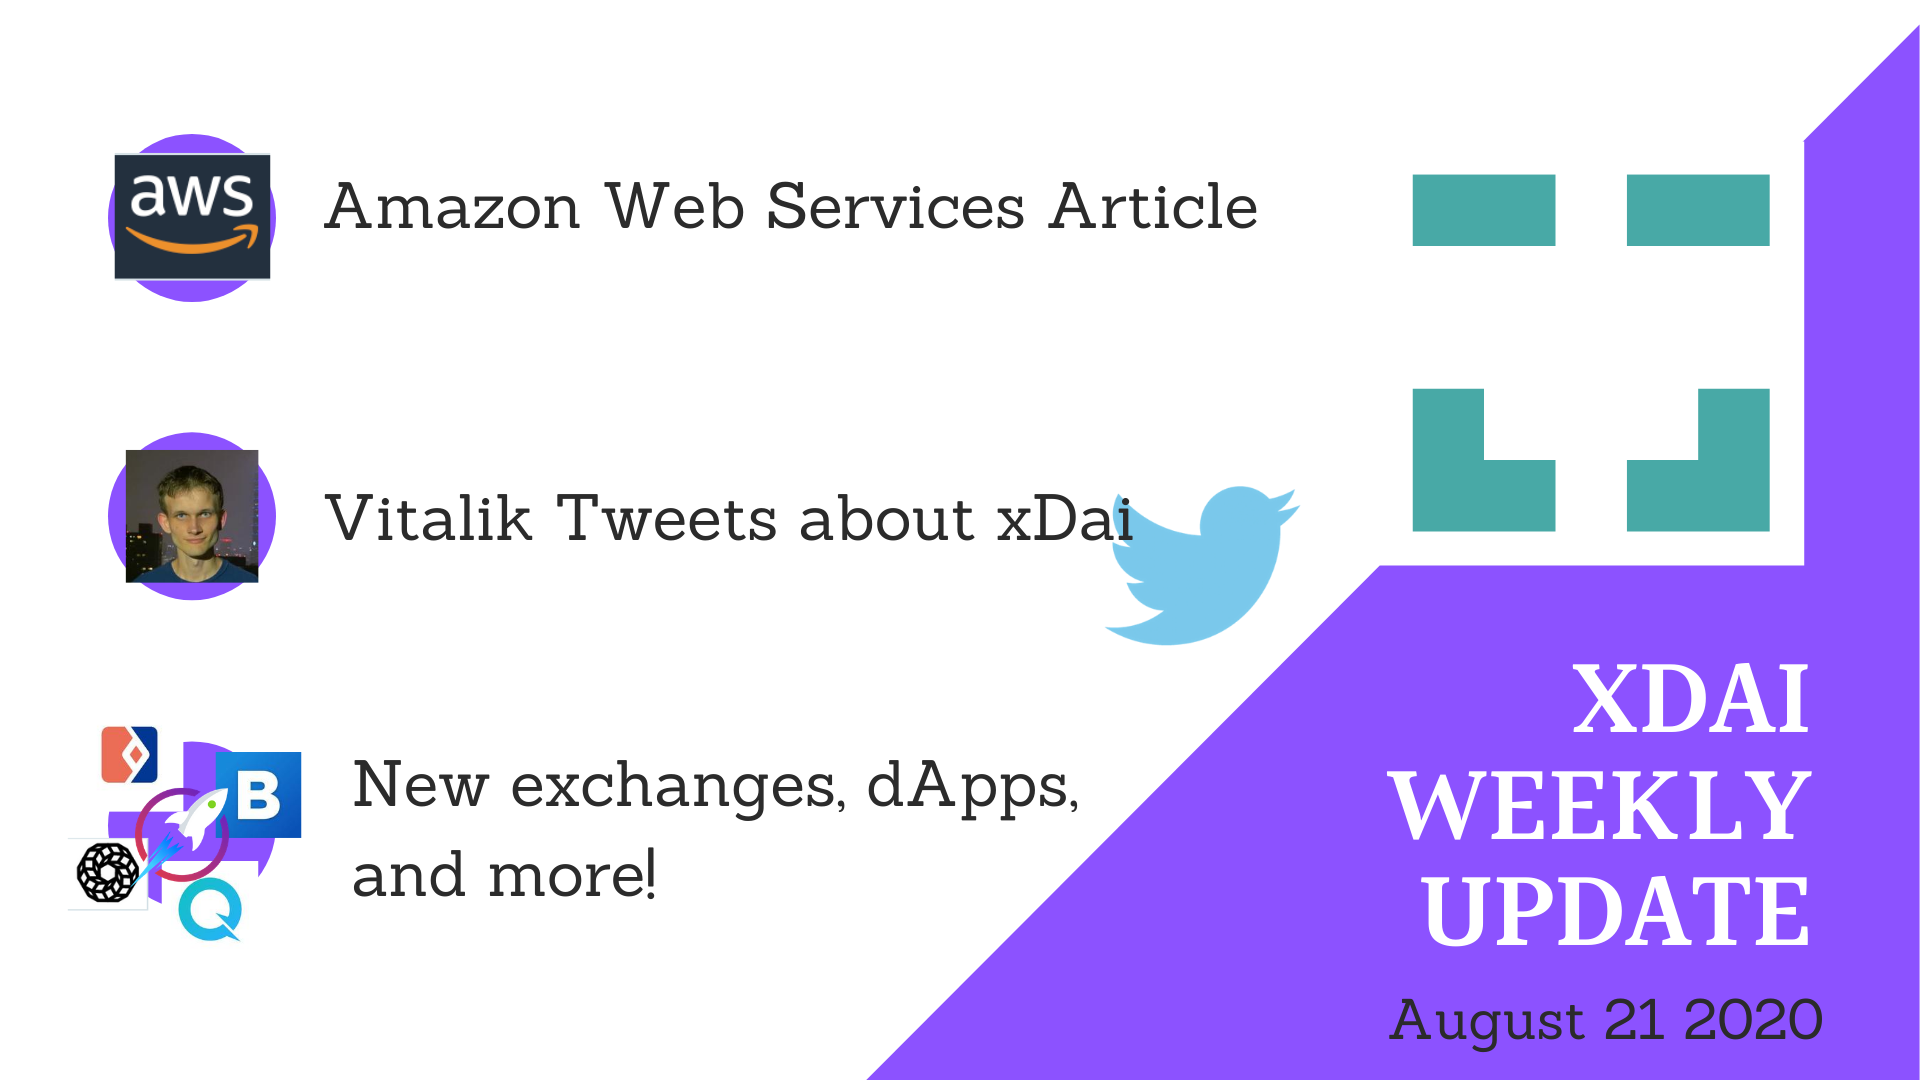 aws
Amazon Web Services Article
Vitalik Tweets about xDai
B
New exchanges, dApps,
and more!
XDAI
WEEKLY
UPDATE
August 21 2020